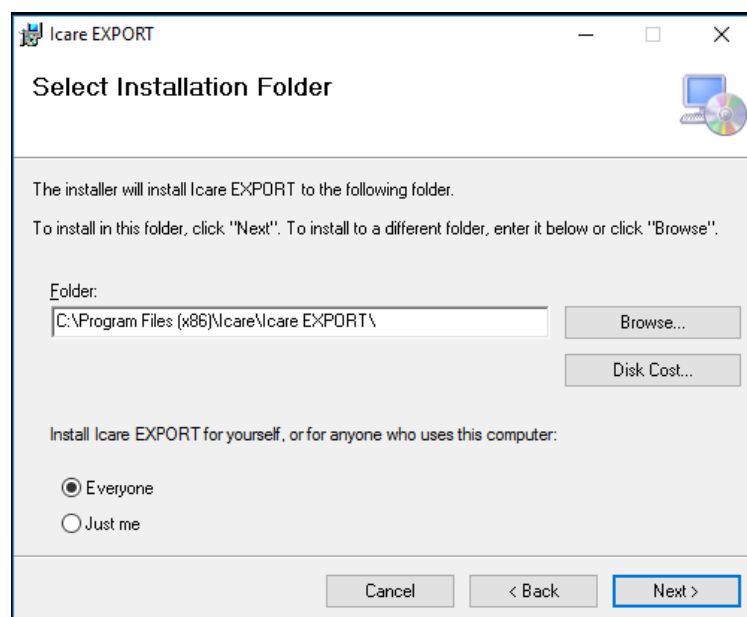 Icare EXPORT
Select Installation Folder
The installer will install Icare EXPORT to the following folder.
To install in this folder, click "Next". To install to a different folder, enter it below or click "Browse".
Folder:
C:\Program Files (x86)\Icare\Icare EXPORT\
Browse...
Disk Cost...
Install Icare EXPORT for yourself, or for anyone who uses this computer:
Everyone
Just me
Cancel
< Back
Next >